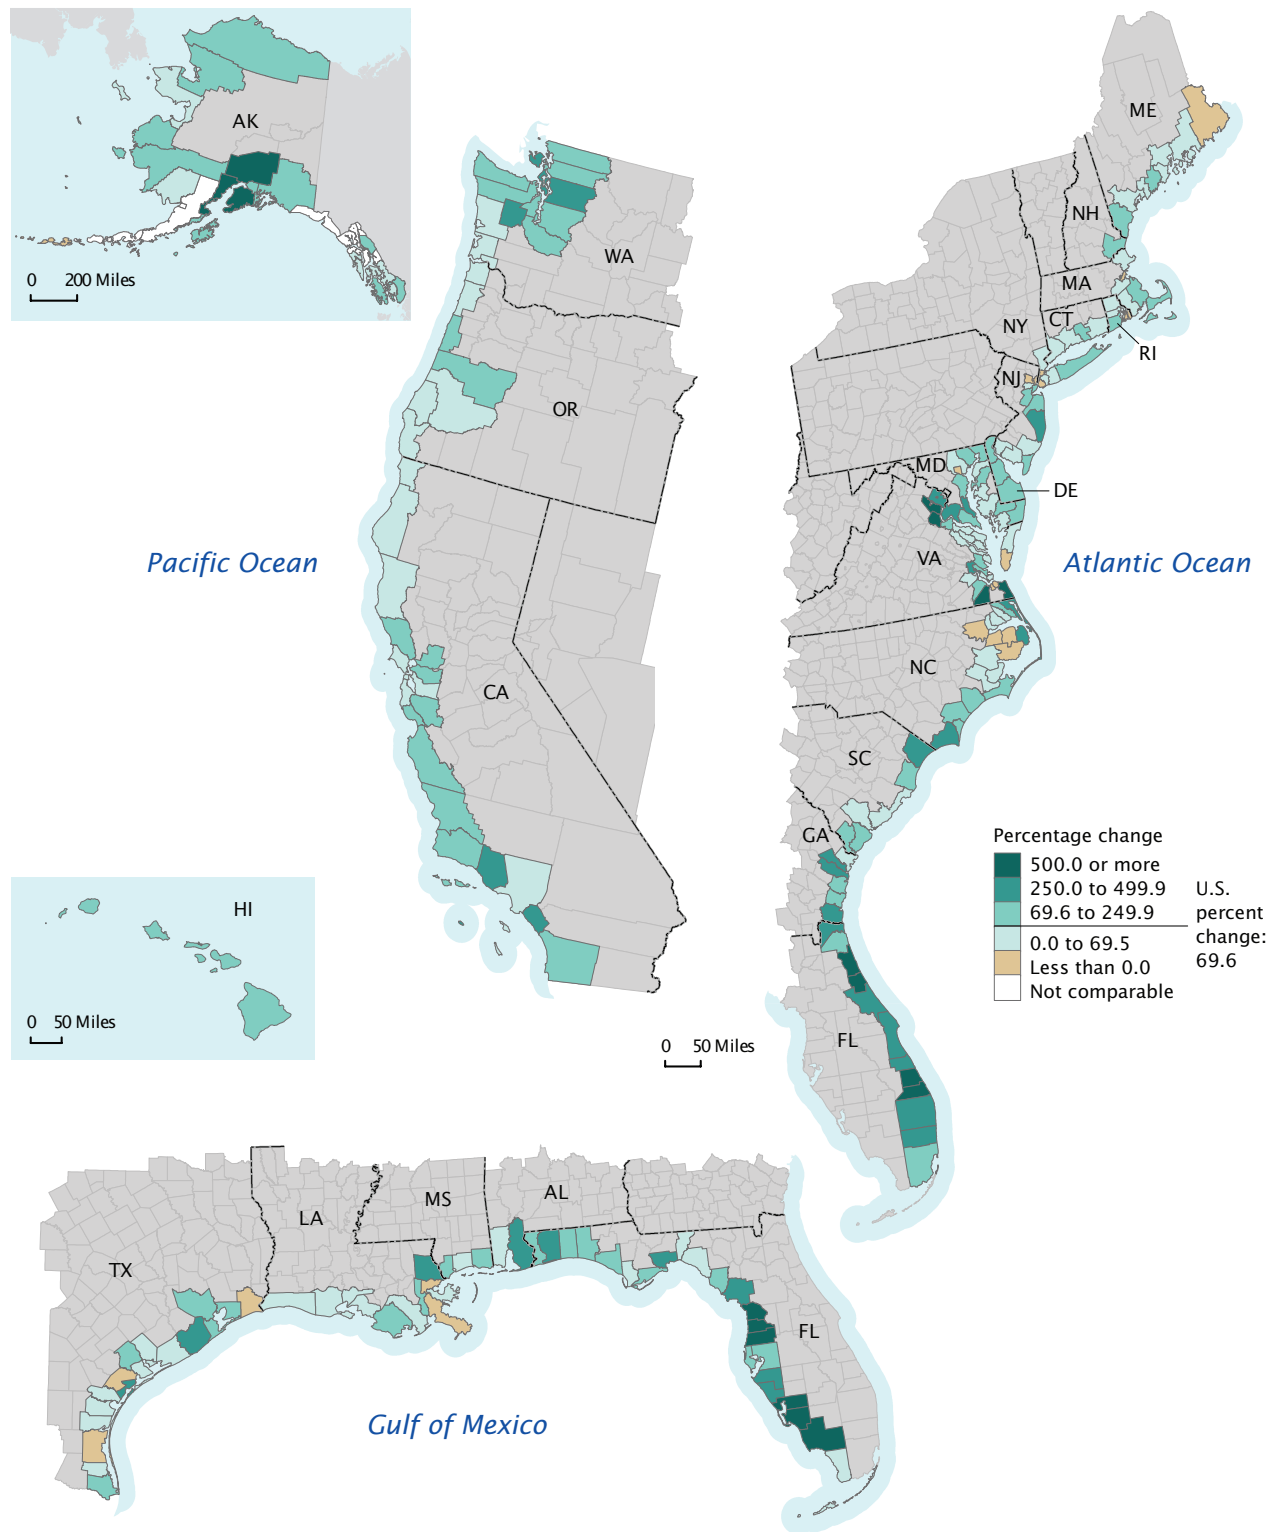 AK
0 200 Miles
WA
OR
CA
Pacific Ocean
HI
0 50 Miles
ME
NH
MA
NY
CT
RI
NJ
MD
DE
VA
Atlantic Ocean
NC
SC
GA
FL
Percentage change
500.0 or more
250.0 to 499.9
69.6 to 249.9
0.0 to 69.5
Less than 0.0
Not comparable
U.S.
percent
change:
69.6
0 50 Miles
TX
LA
MS
AL
FL
Gulf of Mexico